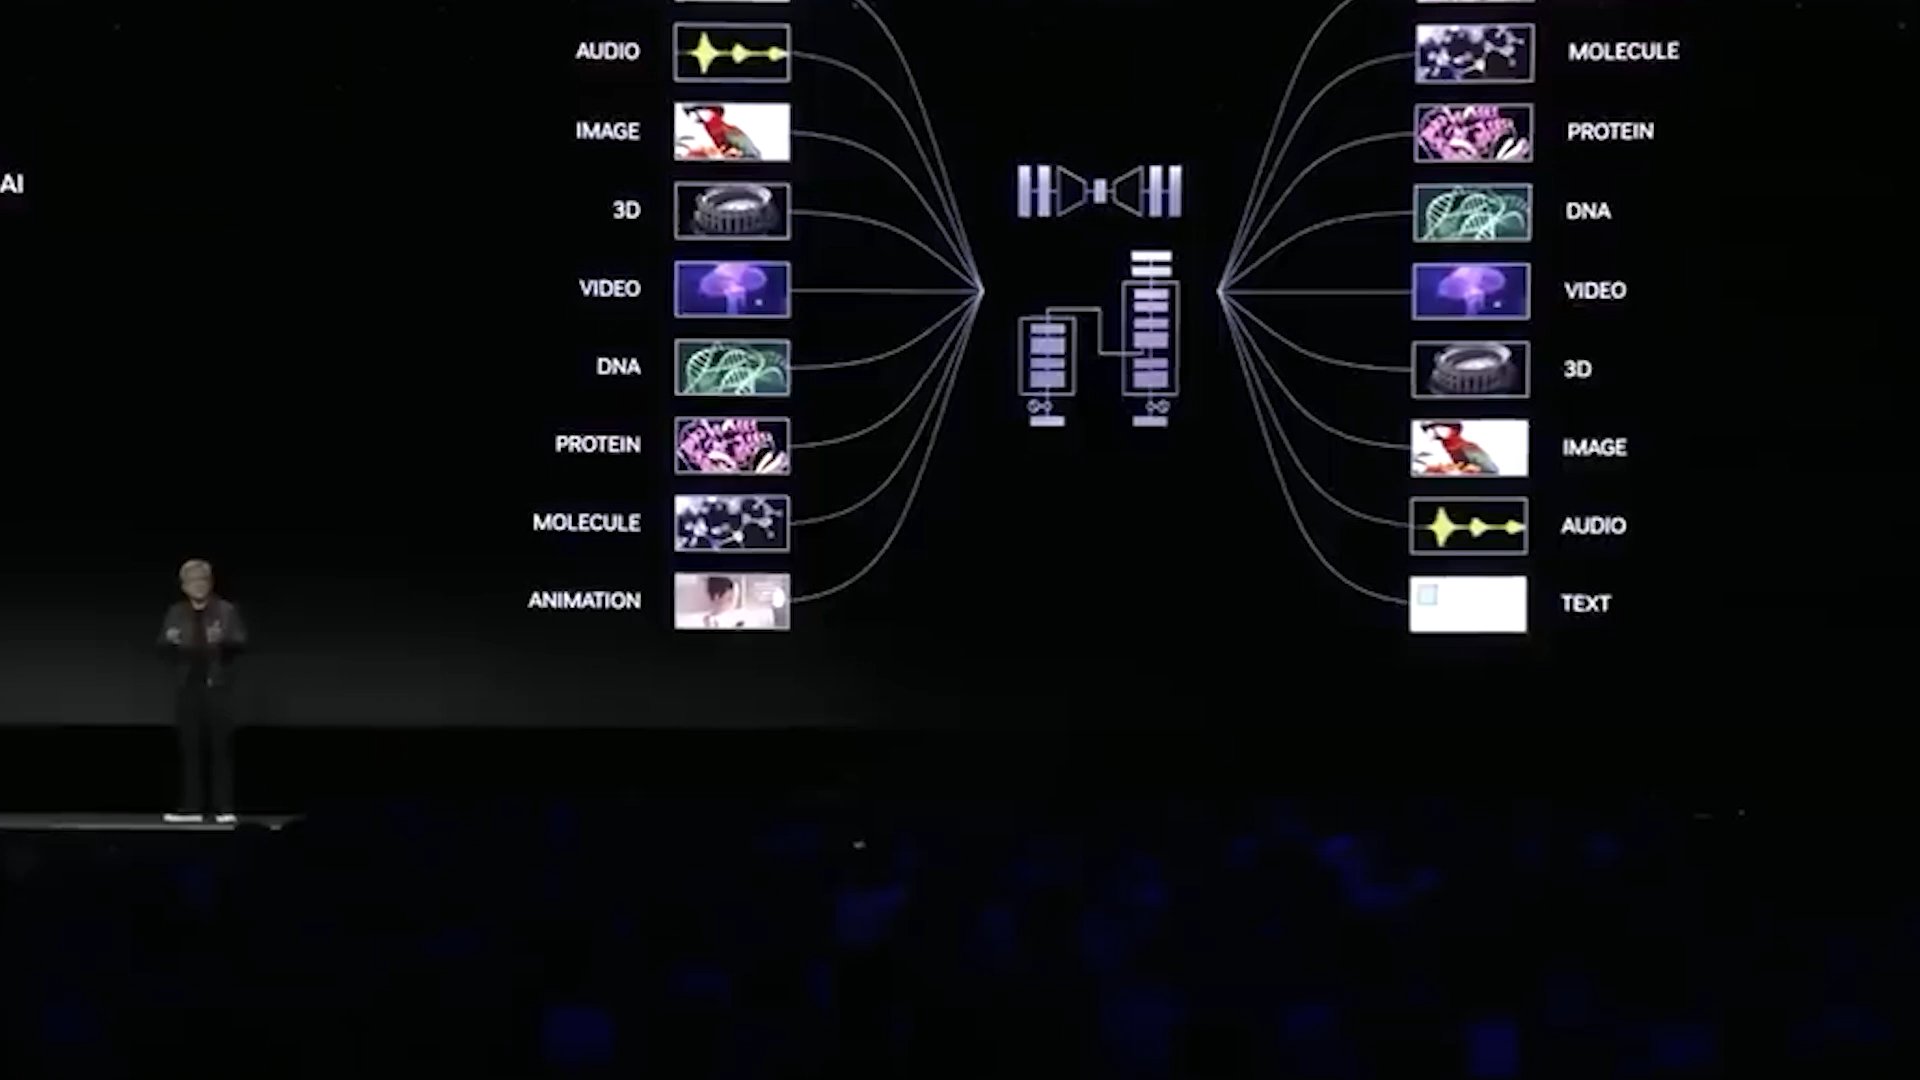 AI
AUDIO
IMAGE
3D
VIDEO
DNA
PROTEIN
MOLECULE
ANIMATION
MOLECULE
PROTEIN
DNA
VIDEO
3D
IMAGE
AUDIO
TEXT